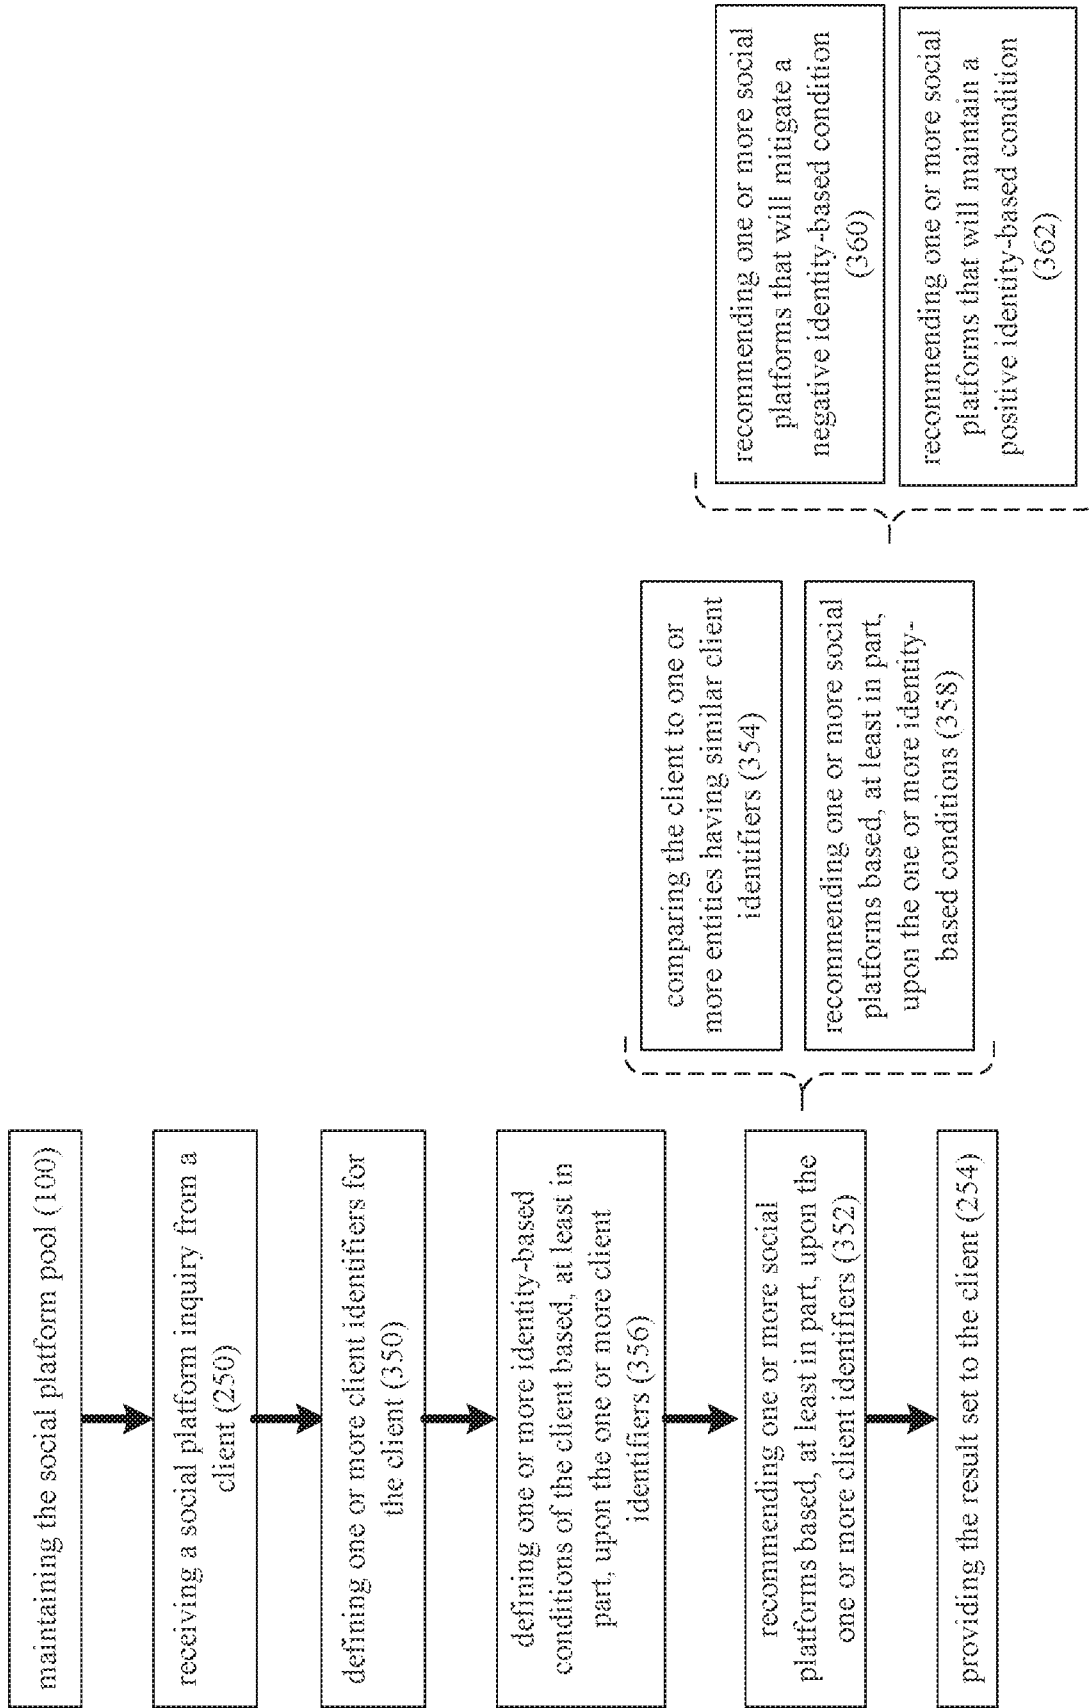 maintaining the social platform pool (100)
receiving a social platform inquiry from a
client (250)
defining one or more client identifiers for
the client (350)
defining one or more identity-based
conditions of the client based, at least in
part, upon the one or more client
identifiers (356)
recommending one or more social
platforms based, at least in part, upon the
one or more client identifiers (352)
providing the result set to the client (254)
comparing the client to one or
more entities having similar client
identifiers (354)
recommending one or more social
platforms based, at least in part,
upon the one or more identity-
based conditions (358)
recommending one or more social
platforms that will mitigate a
negative identity-based condition
(360)
recommending one or more social
platforms that will maintain a
positive identity-based condition
(362)